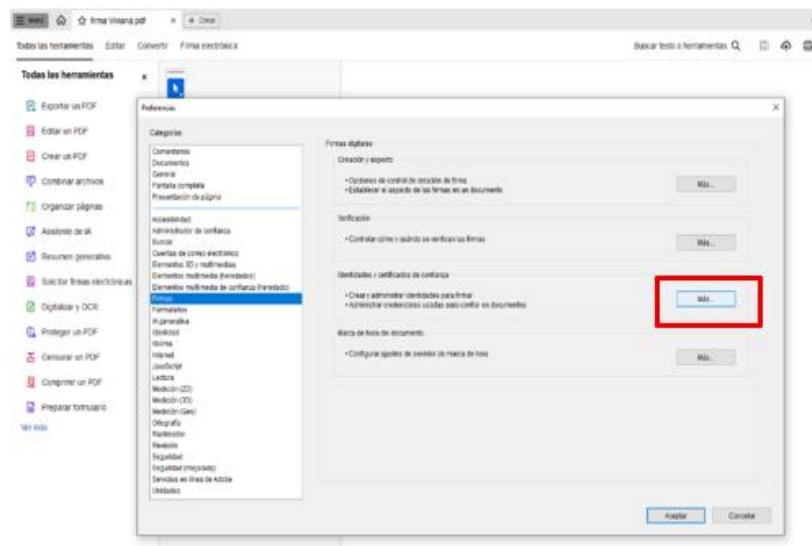 Menú
firma Viviana.pdf
+ Crear
Todas las herramientas
Editar
Convertir
Firma electrónica
Buscar texto o herramientas
Todas las herramientas
x
Exportar un PDF
Editar un PDF
Crear un PDF
Combinar archivos
Organizar páginas
Asistente de IA
Resumen generativo
Solicitar firmas electrónicas
Digitalizar y OCR
Proteger un PDF
Censurar un PDF
Comprimir un PDF
Preparar formulario
Ver más
Preferencias
Categorías
Comentarios
Documentos
General
Pantalla completa
Presentación de página
Accesibilidad
Administrador de confianza
Buscar
Cuentas de correo electrónico
Elementos 3D y multimedias
Elementos multimedia (heredados)
Elementos multimedia de confianza (heredado)
Firmas
Formularios
IA generativa
Identidad
Idioma
Internet
JavaScript
Lectura
Medición (2D)
Medición (3D)
Medición (Geo)
Ortografía
Rastreador
Revisión
Seguridad
Seguridad (mejorada)
Servicios en línea de Adobe
Unidades
Firmas digitales
Creación y aspecto
• Opciones de control de creación de firma
• Establecer el aspecto de las firmas en un documento
Más...
Verificación
• Controlar cómo y cuándo se verifican las firmas
Más...
Identidades y certificados de confianza
• Crear y administrar identidades para firmar
• Administrar credenciales usadas para confiar en documentos
Más...
Marca de hora del documento
• Configurar ajustes de servidor de marca de hora
Más...
Aceptar
Cancelar